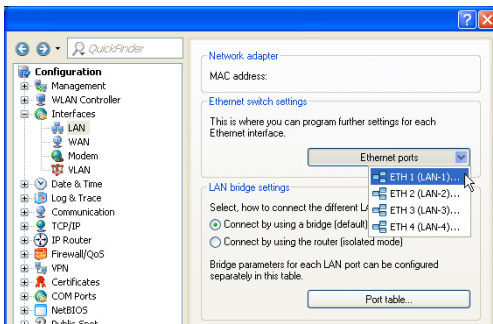 QuickFinder
Configuration
Management
WLAN Controller
Interfaces
LAN
WAN
Modem
VLAN
Date & Time
Log & Trace
Communication
TCP/IP
IP Router
Firewall/QoS
VPN
Certificates
COM Ports
NetBIOS
Public Spot
Network adapter
MAC address:
Ethernet switch settings
This is where you can program further settings for each
Ethernet interface.
Ethernet ports
ETH 1 (LAN-1)...
ETH 2 (LAN-2)...
ETH 3 (LAN-3)...
ETH 4 (LAN-4)...
LAN bridge settings
Select, how to connect the different
Connect by using a bridge (default)
Connect by using the router (isolated mode)
Bridge parameters for each LAN port can be configured
separately in this table.
Port table...